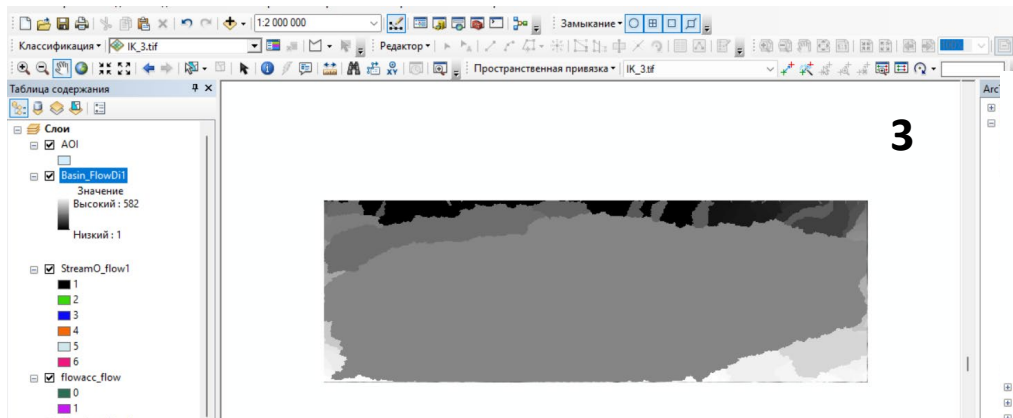 1:2 000 000
Замыкание
Классификация IK_3.tif Редактор
Пространственная привязка IK_3.tif
Таблица содержания
Arc
Слои
AOI
Basin_FlowDi1
Значение
Высокий : 582
Низкий : 1
StreamO_flow1
1
2
3
4
5
6
flowacc_flow
0
1
3